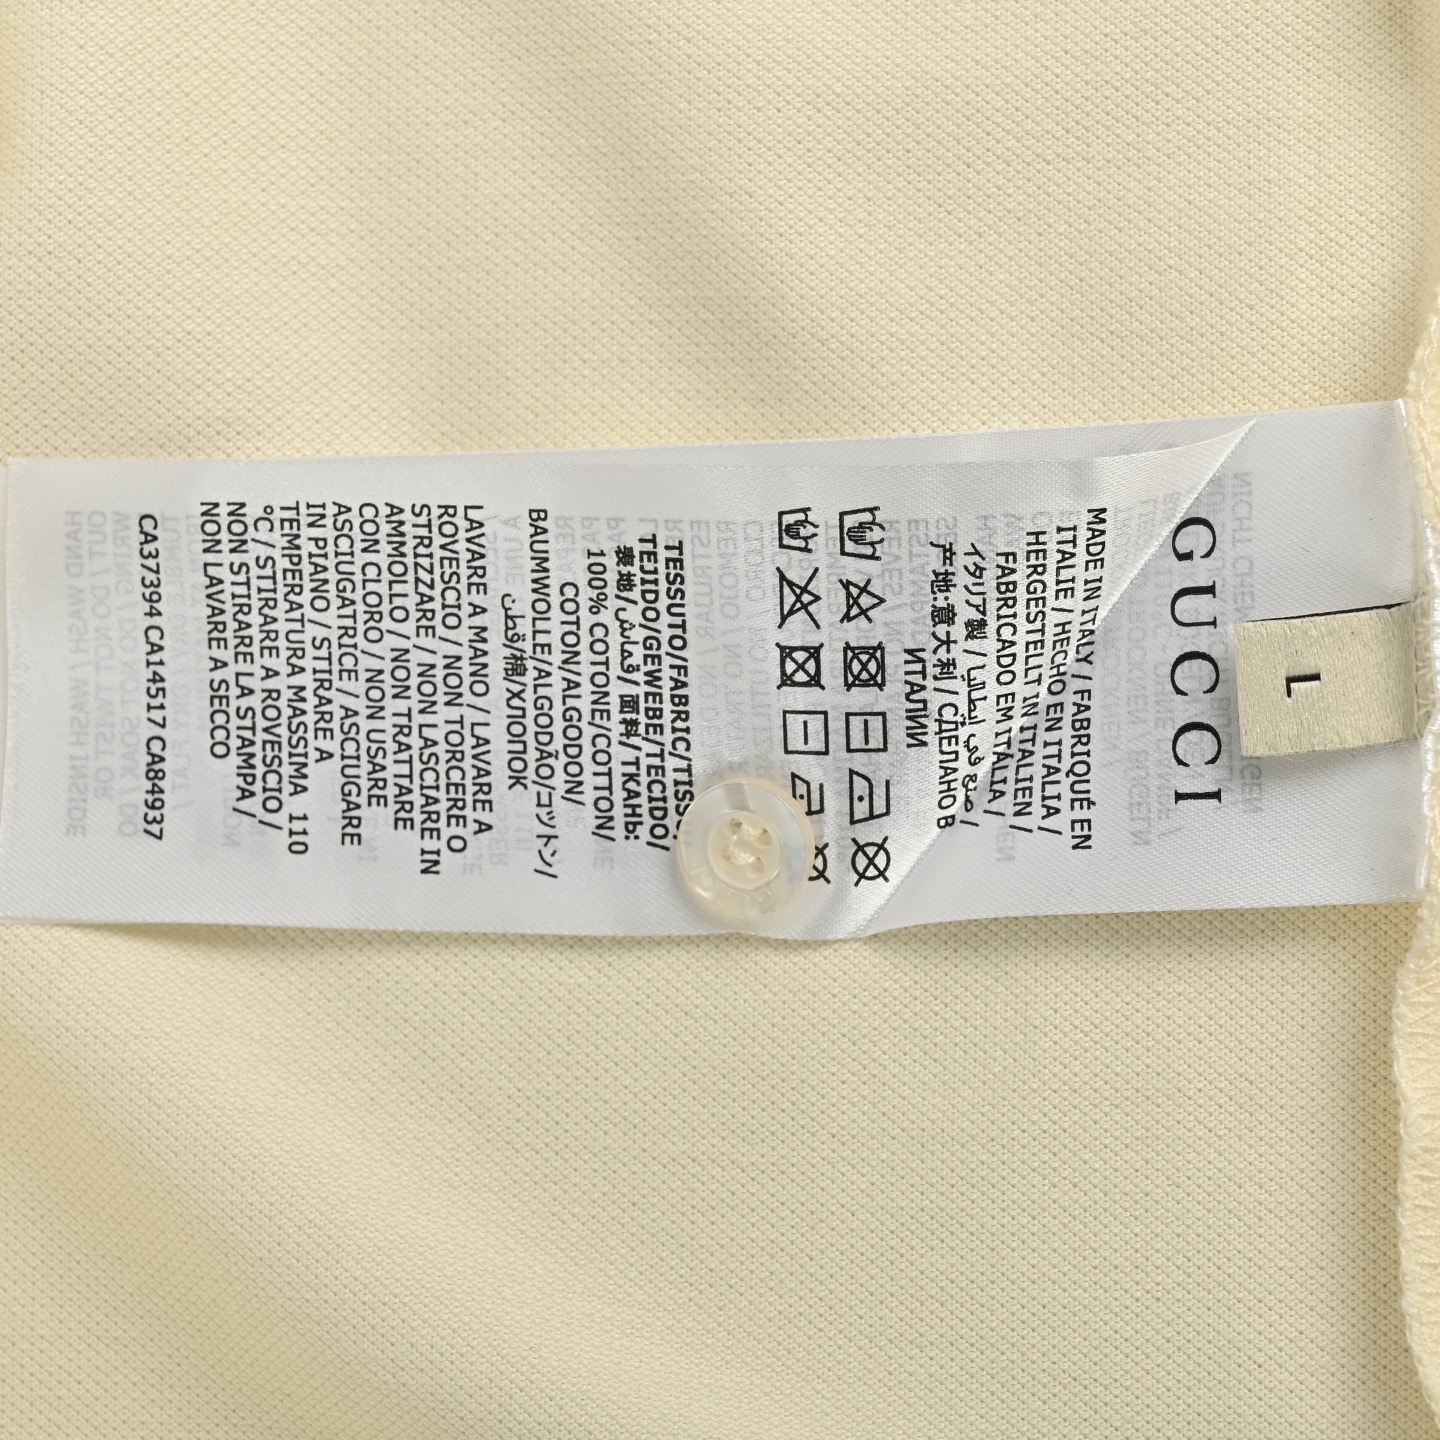 GUCCI
L
MADE IN ITALY / FABRIQUÉ EN
ITALIE / HECHO EN ITALIA /
HERGESTELLT IN ITALIEN /
FABRICADO EM ITÁLIA /
イタリア製 / صنع في ايطاليا /
产地:意大利 / СДЕЛАНО В
ИТАЛИИ
TESSUTO/FABRIC/
TEJIDO/GEWEBE/TECIDO/
表地/قماش/ 面料/ТКАНЬ:
100% COTONE/COTTON/
COTON/ALGODON/
BAUMWOLLE/ALGODÃO/コットン/
قطن/棉/ХЛОПОК
LAVARE A MANO / LAVARE A
ROVESCIO / NON TORCERE O
STRIZZARE / NON LASCIARE IN
AMMOLLO / NON TRATTARE
CON CLORO / NON USARE
ASCIUGATRICE / ASCIUGARE
IN PIANO / STIRARE A
TEMPERATURA MASSIMA 110
°C / STIRARE A ROVESCIO /
NON STIRARE LA STAMPA /
NON LAVARE A SECCO
CA37394 CA14517 CA84937